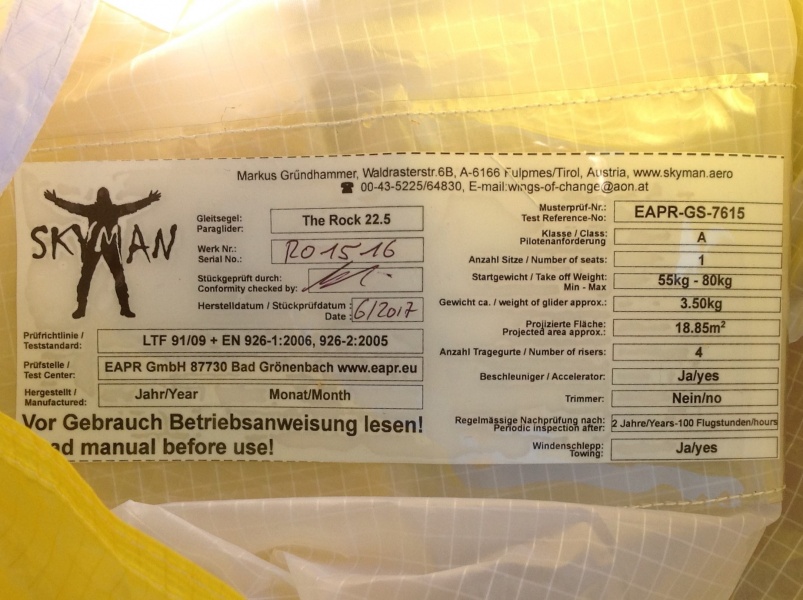 Markus Gründhammer, Waldrasterstr.6B, A-6166 Fulpmes/Tirol, Austria, www.skyman.aero
☎ 00-43-5225/64830, E-mail:wings-of-change@aon.at
SKYMAN
Gleitsegel:
Paraglider:
The Rock 22.5
Werk Nr.:
Serial No.:
RO 15 16
Stückgeprüft durch:
Conformity checked by:
Herstelldatum / Stückprüfdatum :
Date :
6/2017
Prüfrichtlinie /
Teststandard:
LTF 91/09 + EN 926-1:2006, 926-2:2005
Prüfstelle /
Test Center:
EAPR GmbH 87730 Bad Grönenbach www.eapr.eu
Hergestellt /
Manufactured:
Jahr/Year Monat/Month
Vor Gebrauch Betriebsanweisung lesen!
ad manual before use!
Musterprüf-Nr.:
Test Reference-No:
EAPR-GS-7615
Klasse / Class:
Pilotenanforderung
A
Anzahl Sitze / Number of seats:
1
Startgewicht / Take off Weight:
Min - Max
55kg - 80kg
Gewicht ca. / weight of glider approx.:
3.50kg
Projizierte Fläche:
Projected area approx.:
18.85m²
Anzahl Tragegurte / Number of risers:
4
Beschleuniger / Accelerator:
Ja/yes
Trimmer:
Nein/no
Regelmässige Nachprüfung nach:
Periodic inspection after:
2 Jahre/Years-100 Flugstunden/hours
Windenschlepp:
Towing:
Ja/yes